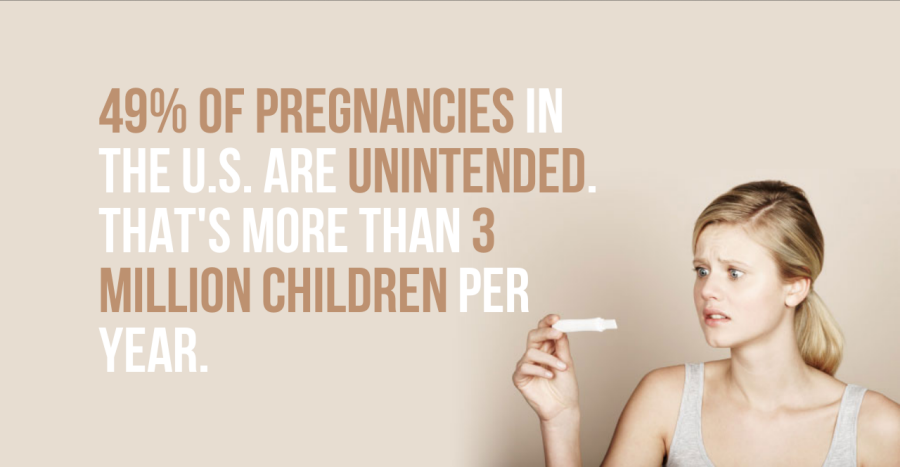 49% OF PREGNANCIES IN
THE U.S. ARE UNINTENDED.
THAT'S MORE THAN 3
MILLION CHILDREN PER
YEAR.